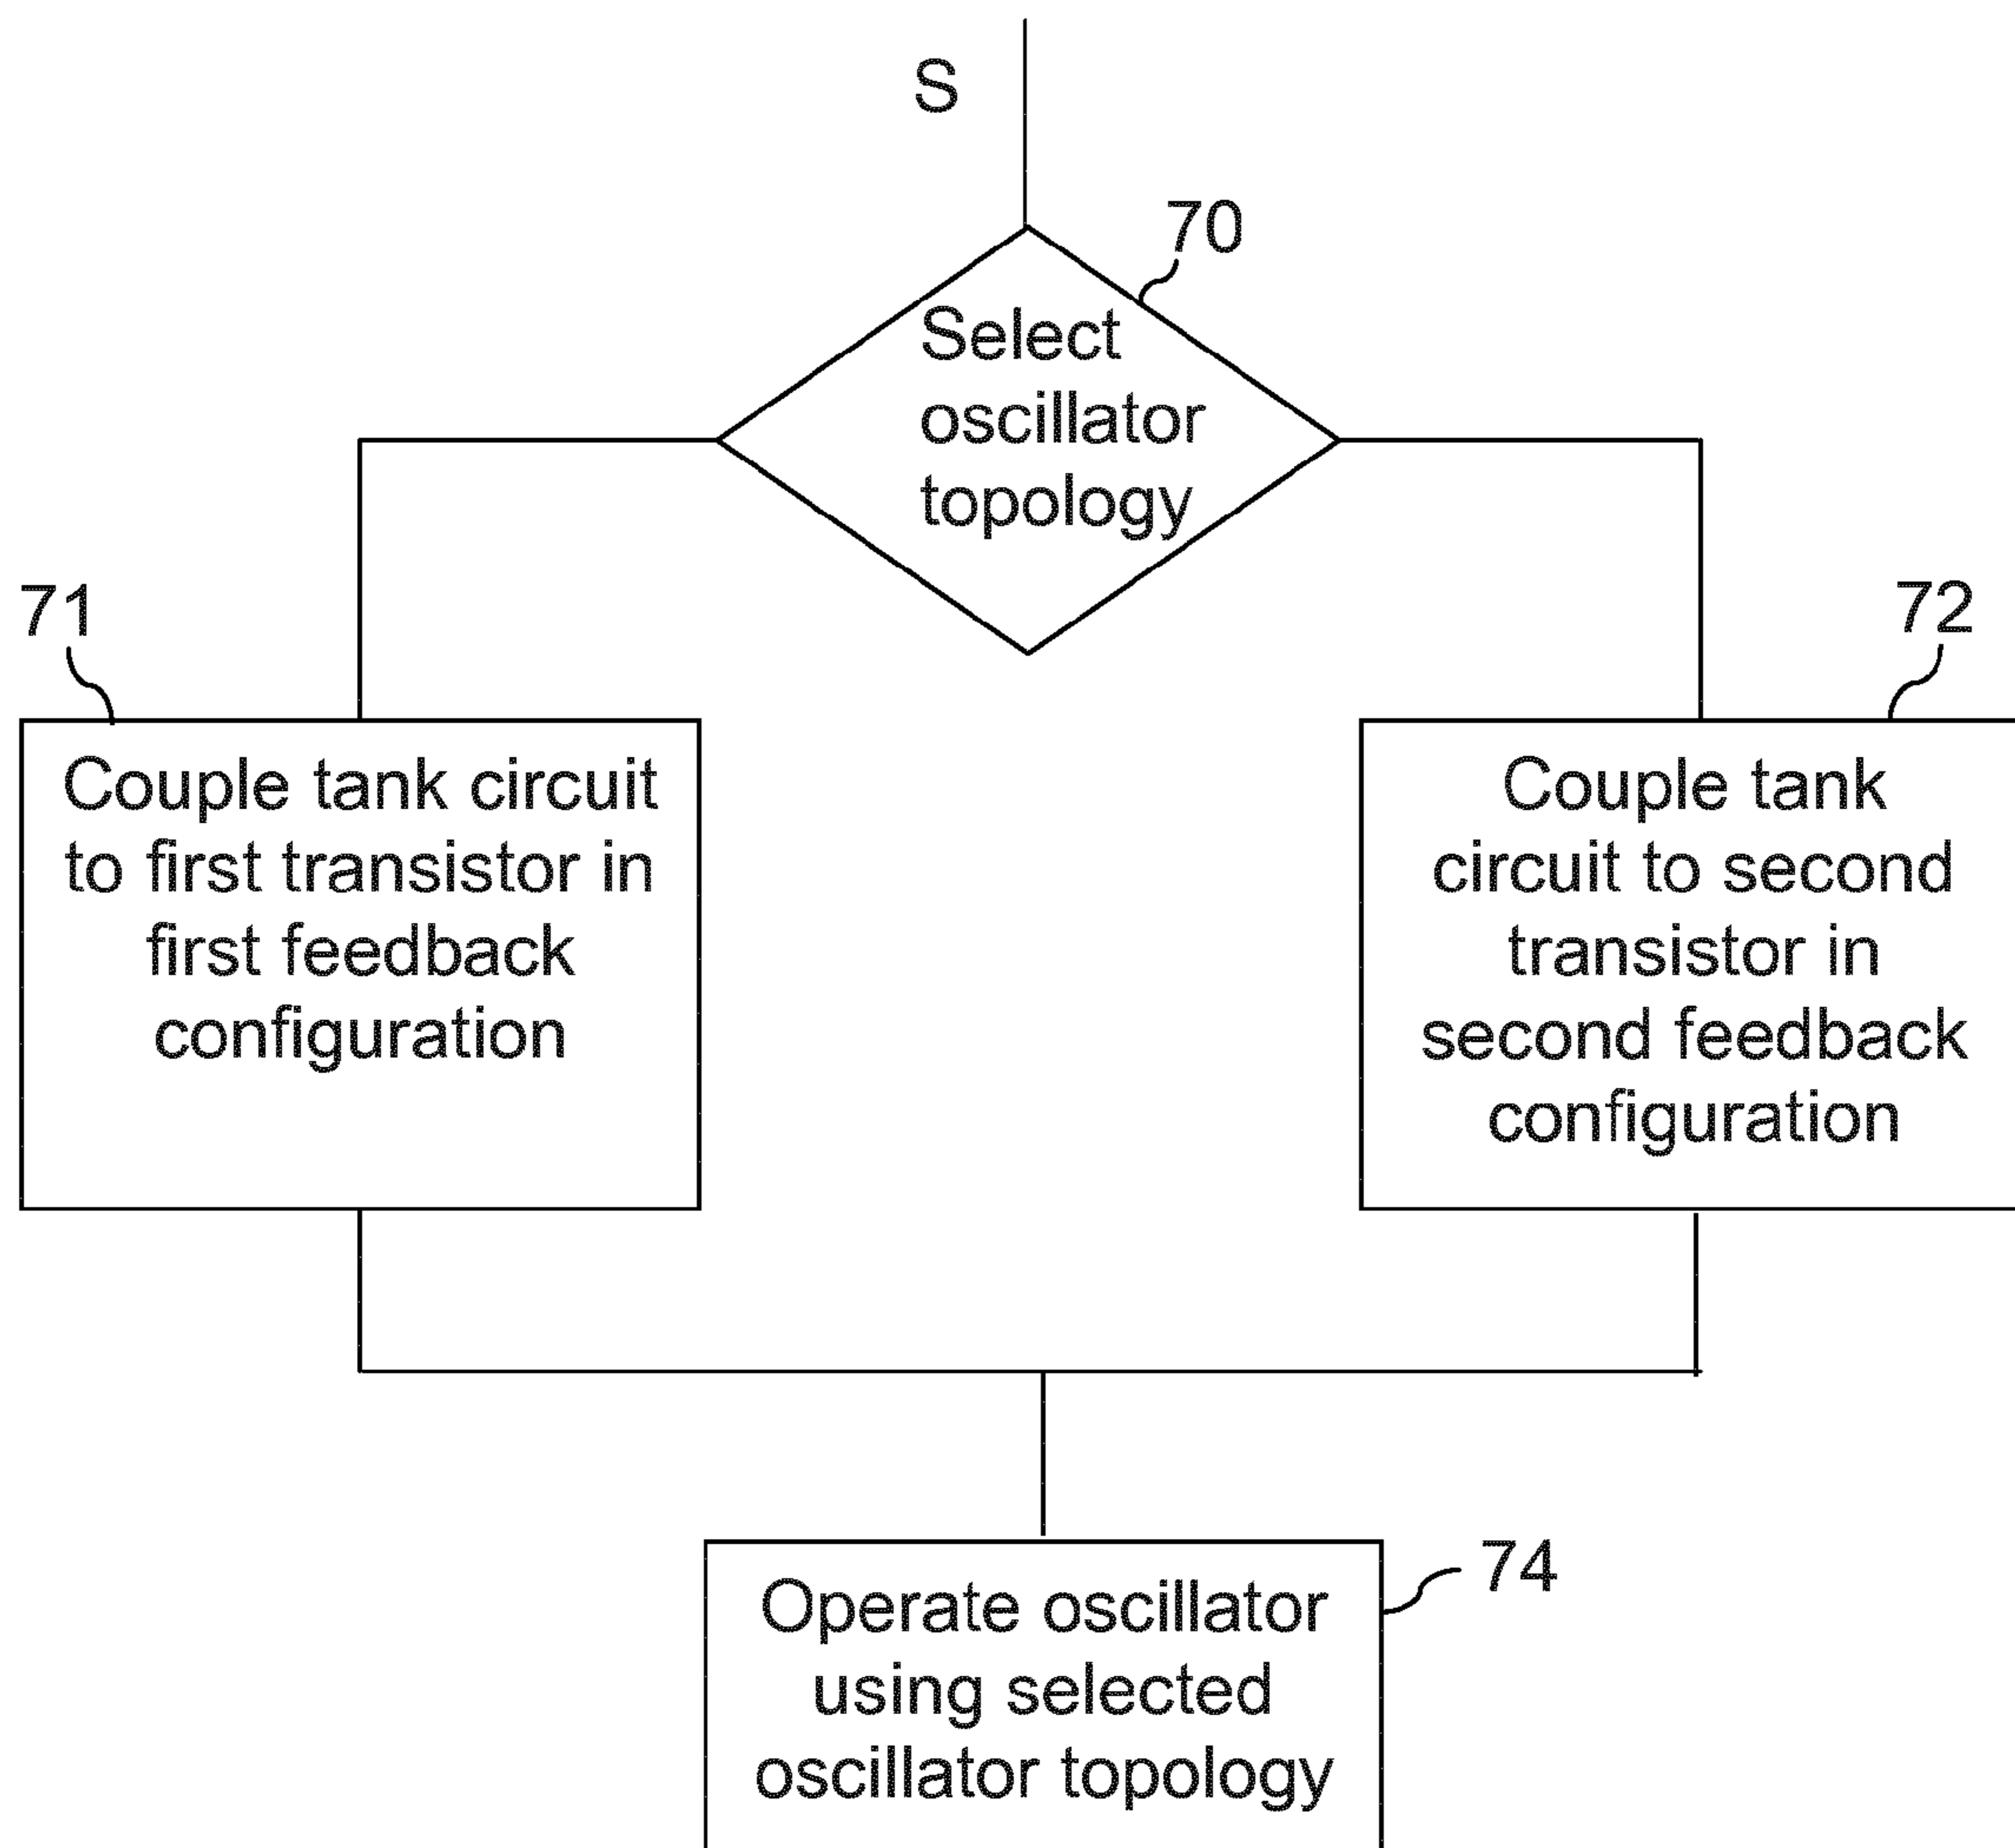 S
70
Select
oscillator
topology
71
72
Couple tank circuit
to first transistor in
first feedback
configuration
Couple tank
circuit to second
transistor in
second feedback
configuration
74
Operate oscillator
using selected
oscillator topology